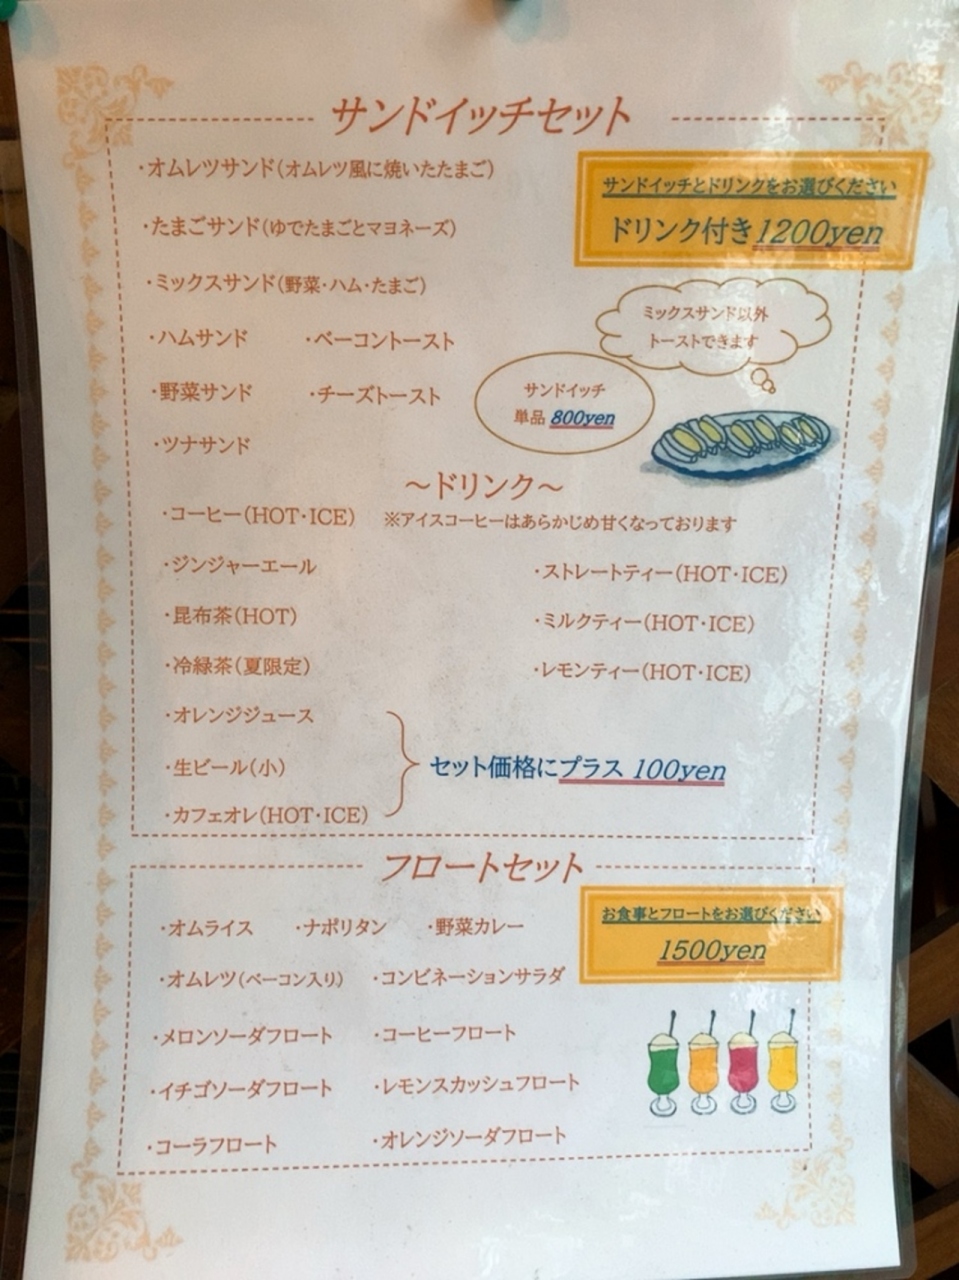 サンドイッチセット
・オムレツサンド(オムレツ風に焼いたたまご)
サンドイッチとドリンクをお選びください
ドリンク付き1200yen
・たまごサンド(ゆでたまごとマヨネーズ)
・ミックスサンド(野菜・ハム・たまご)
ミックスサンド以外
トーストできます
・ハムサンド ・ベーコントースト
・野菜サンド ・チーズトースト
サンドイッチ
単品 800yen
・ツナサンド
～ドリンク～
・コーヒー(HOT・ICE) ※アイスコーヒーはあらかじめ甘くなっております
・ジンジャーエール ・ストレートティー(HOT・ICE)
・昆布茶(HOT) ・ミルクティー(HOT・ICE)
・冷緑茶(夏限定) ・レモンティー(HOT・ICE)
・オレンジジュース
・生ビール(小)
セット価格にプラス 100yen
・カフェオレ(HOT・ICE)
フロートセット
お食事とフロートをお選びください
1500yen
・オムライス ・ナポリタン ・野菜カレー
・オムレツ(ベーコン入り) ・コンビネーションサラダ
・メロンソーダフロート ・コーヒーフロート
・イチゴソーダフロート ・レモンスカッシュフロート
・コーラフロート ・オレンジソーダフロート